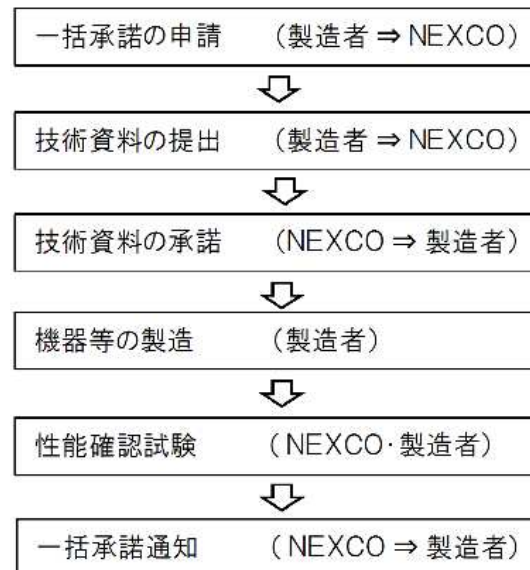 一括承諾の申請 （製造者 ⇒ NEXCO）
技術資料の提出 （製造者 ⇒ NEXCO）
技術資料の承諾 （NEXCO ⇒ 製造者）
機器等の製造 （製造者）
性能確認試験 （NEXCO・製造者）
一括承諾通知 （NEXCO ⇒ 製造者）